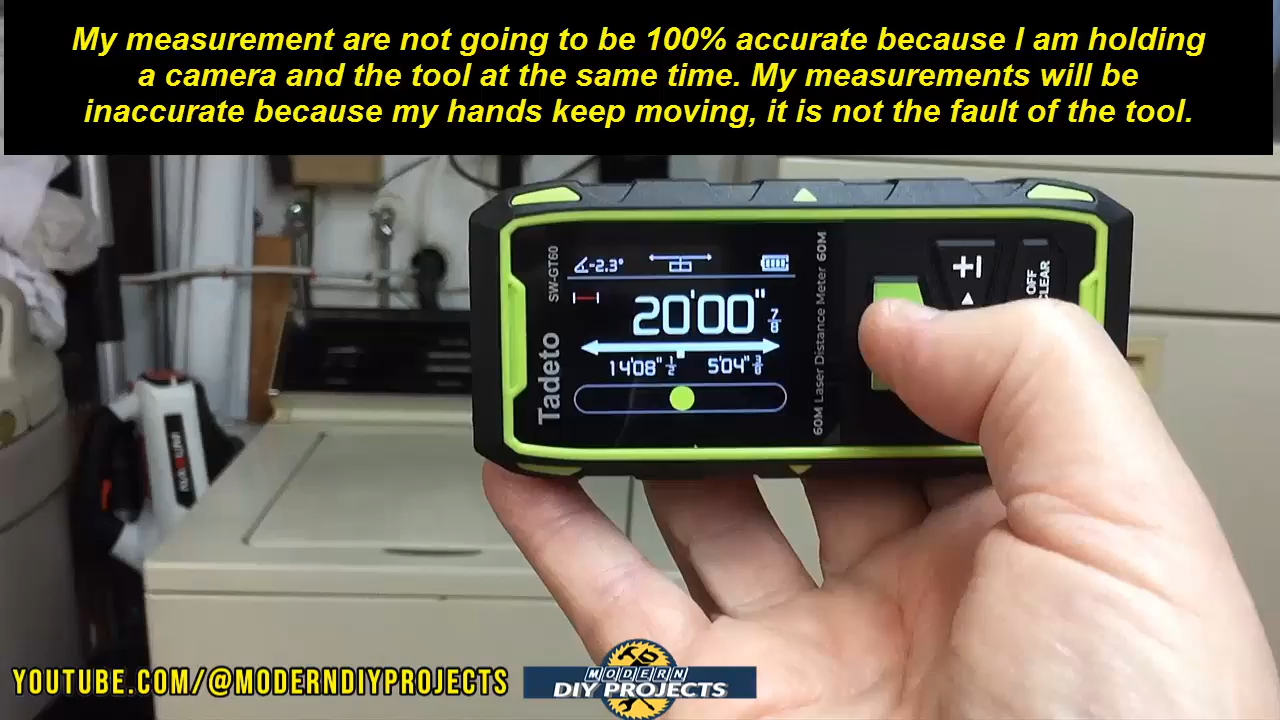 My measurement are not going to be 100% accurate because I am holding
a camera and the tool at the same time. My measurements will be
inaccurate because my hands keep moving, it is not the fault of the tool.
SW-GT60
Tadeto
-2.3°
20'00" 7/8
14'08" 1/2 5'04" 3/8
60M Laser Distance Meter 60M
±
OFF
CLEAR
YOUTUBE.COM/@MODERNDIYPROJECTS
MODERN
DIY PROJECTS